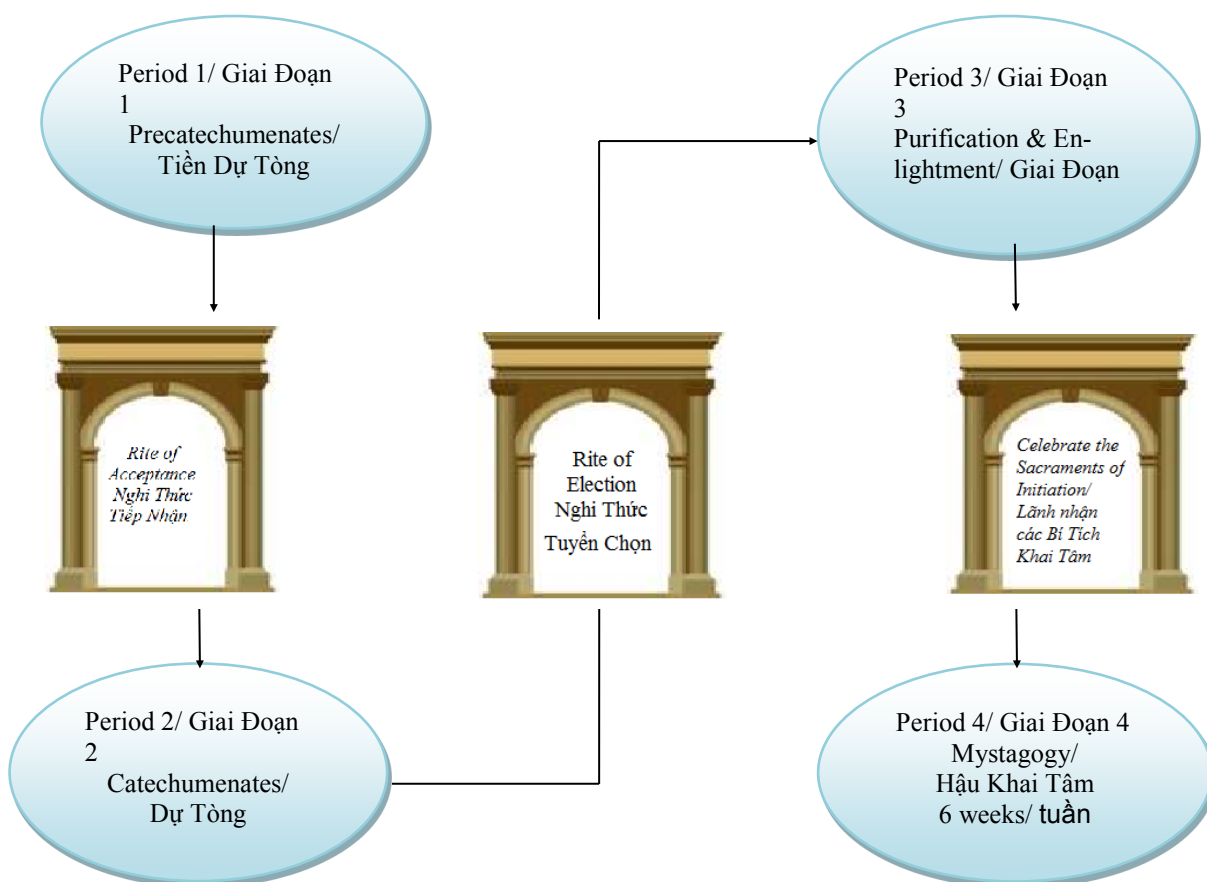 Period 1/ Giai Đoạn
1
Precatechumenates/
Tiền Dự Tòng
Rite of
Acceptance
Nghi Thức
Tiếp Nhận
Period 2/ Giai Đoạn
2
Catechumenates/
Dự Tòng
Rite of
Election
Nghi Thức
Tuyển Chọn
Period 3/ Giai Đoạn
3
Purification & En-
lightment/ Giai Đoạn
Celebrate the
Sacraments of
Initiation/
Lãnh nhận
các Bí Tích
Khai Tâm
Period 4/ Giai Đoạn 4
Mystagogy/
Hậu Khai Tâm
6 weeks/ tuần